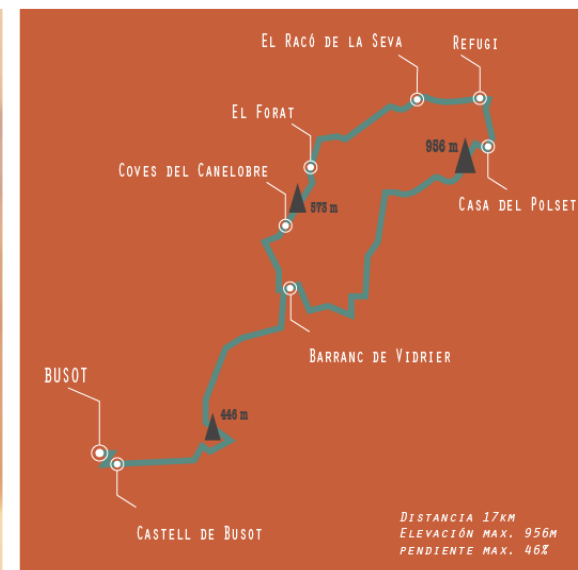 El Racó de la Seva
Refugi
El Forat
956 m
Coves del Canelobre
573 m
Casa del Polset
Barranc de Vidrier
BUSOT
446 m
Castell de Busot
Distancia 17km
Elevación max. 956m
pendiente max. 46%